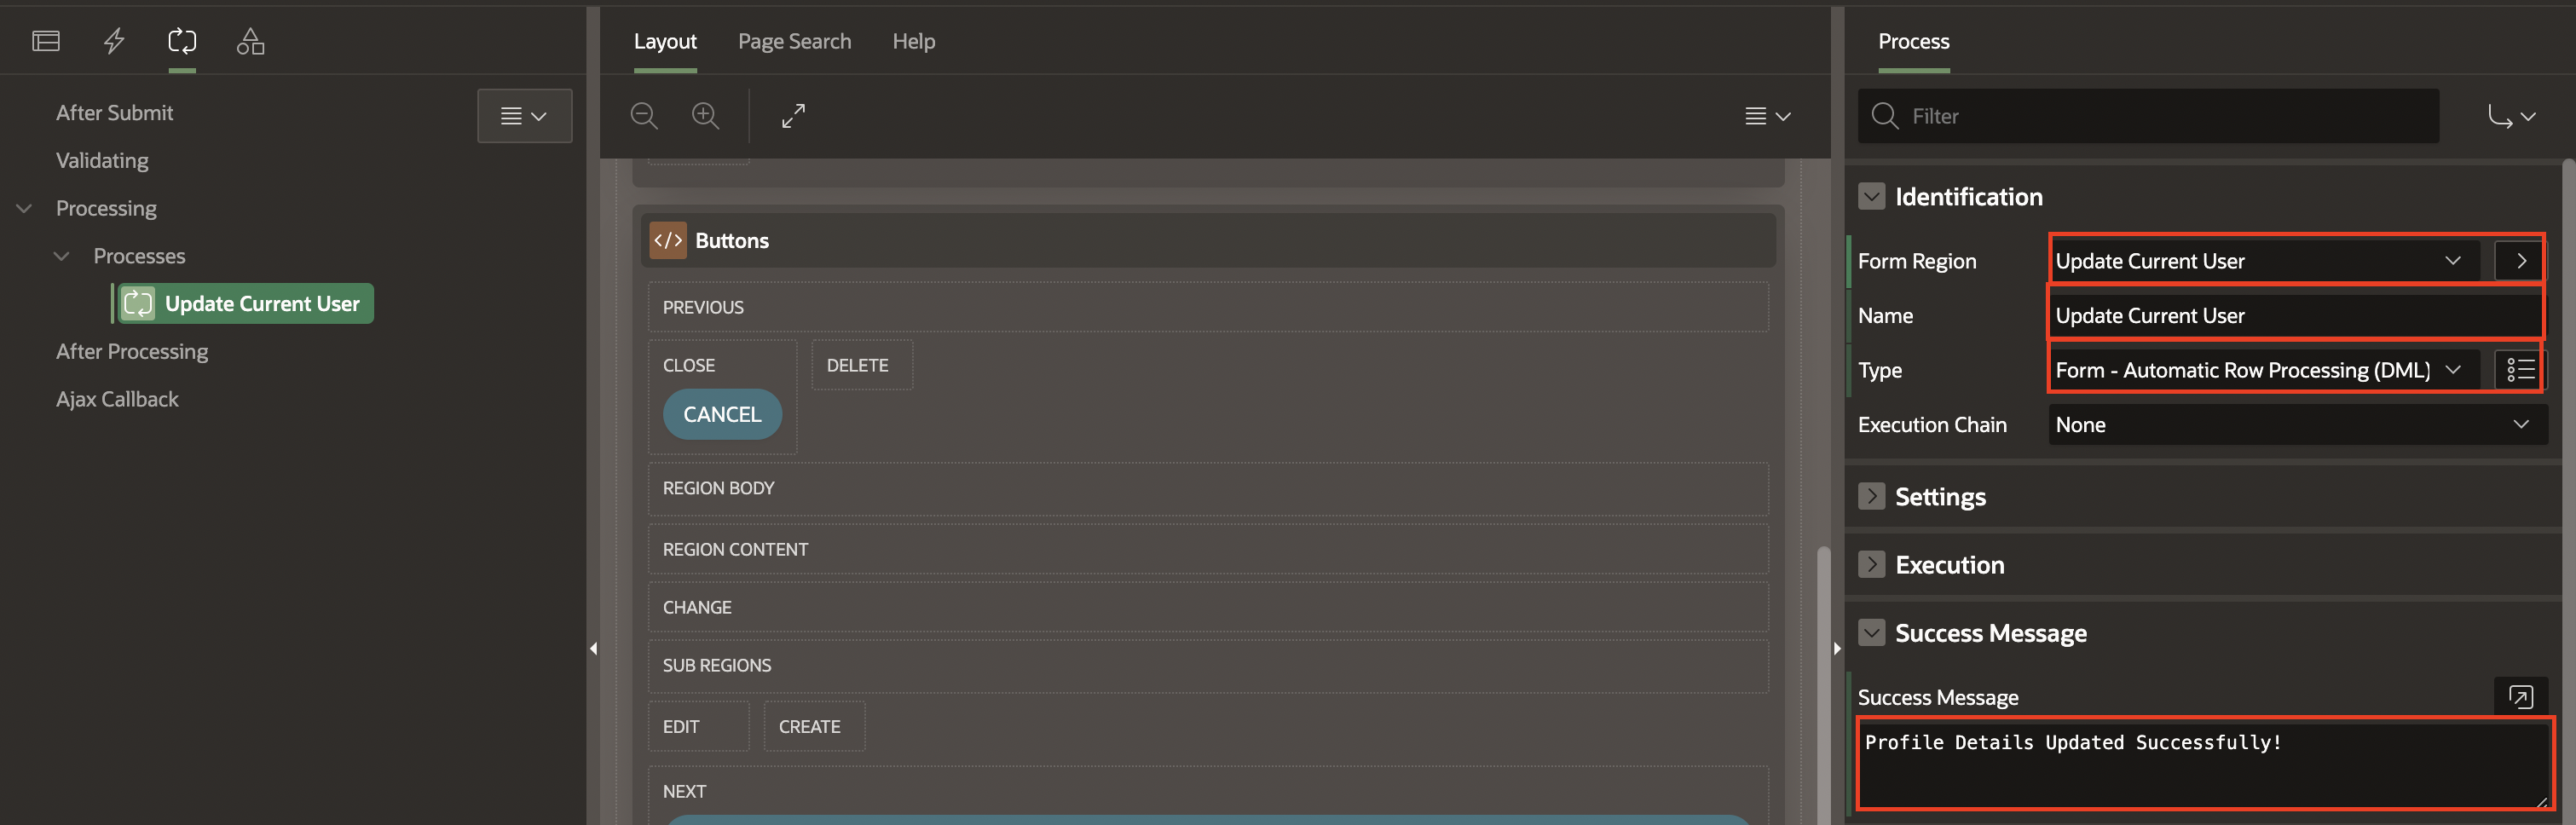 After Submit
Validating
Processing
Processes
Update Current User
After Processing
Ajax Callback
Layout
Page Search
Help
Buttons
PREVIOUS
CLOSE
DELETE
CANCEL
REGION BODY
REGION CONTENT
CHANGE
SUB REGIONS
EDIT
CREATE
NEXT
Process
Filter
Identification
Form Region
Update Current User
Name
Update Current User
Type
Form - Automatic Row Processing (DML)
Execution Chain
None
Settings
Execution
Success Message
Success Message
Profile Details Updated Successfully!